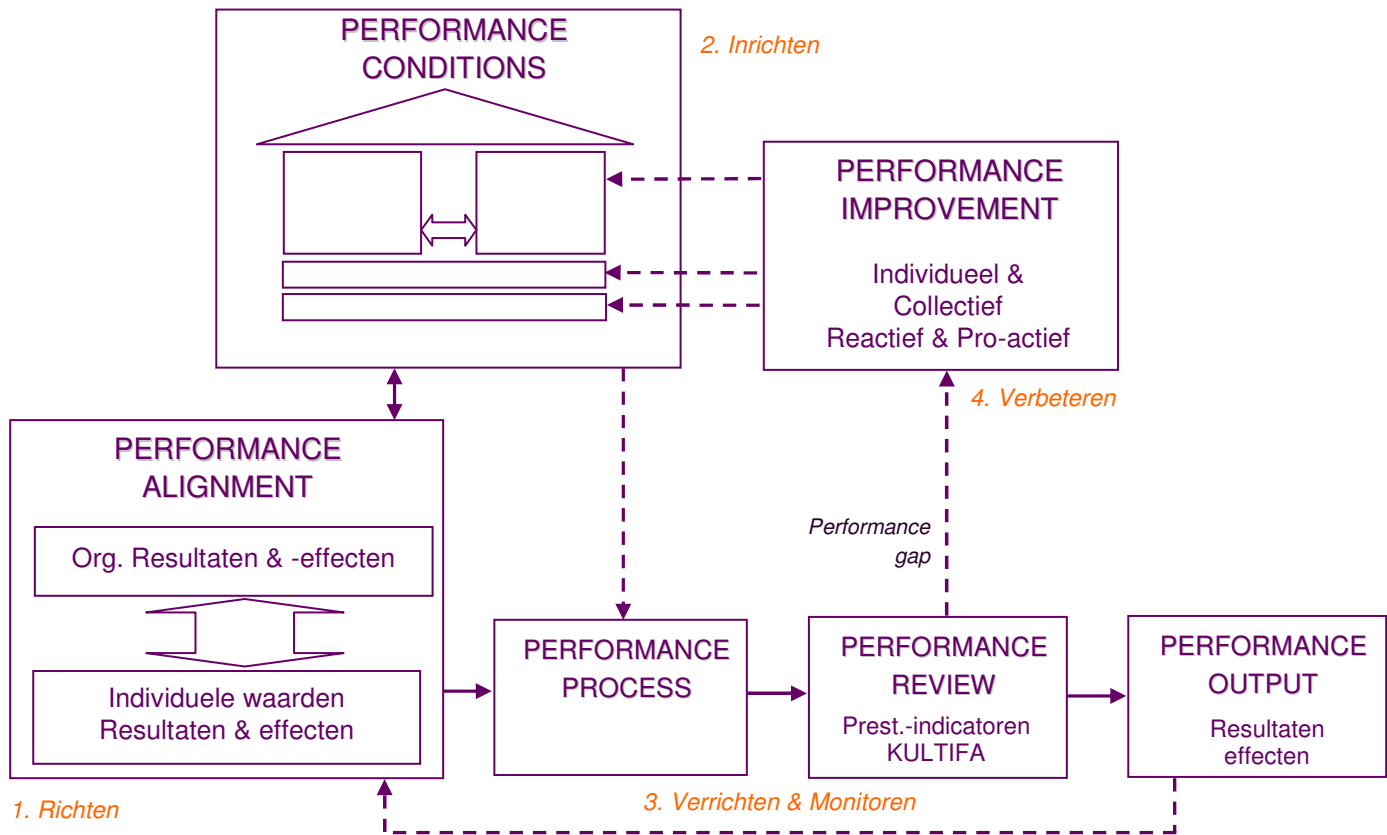 PERFORMANCE
CONDITIONS
2. Inrichten
PERFORMANCE
IMPROVEMENT
Individueel &
Collectief
Reactief & Pro-actief
4. Verbeteren
PERFORMANCE
ALIGNMENT
Org. Resultaten & -effecten
Individuele waarden
Resultaten & effecten
1. Richten
Performance
gap
PERFORMANCE
PROCESS
PERFORMANCE
REVIEW
Prest.-indicatoren
KULTIFA
PERFORMANCE
OUTPUT
Resultaten
effecten
3. Verrichten & Monitoren